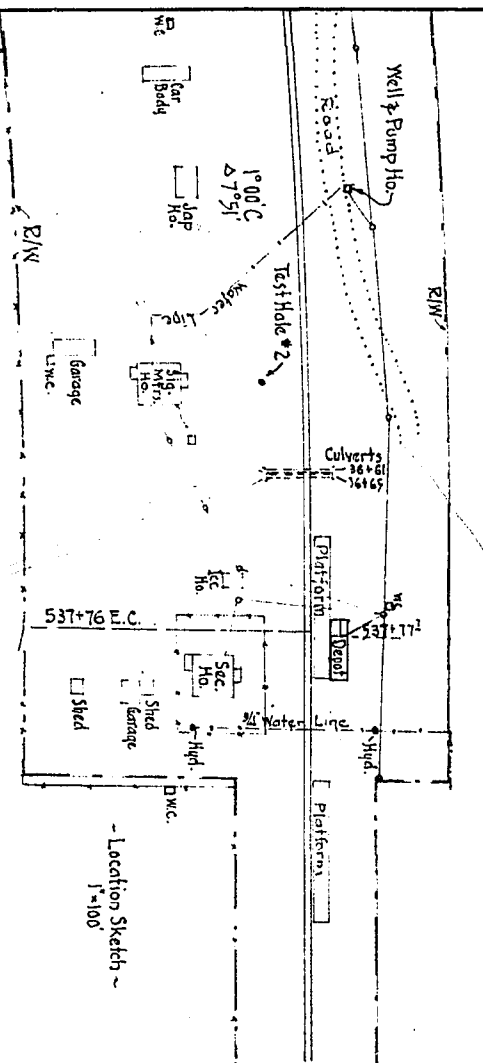 W.C.
Car
Body
Well & Pump Ho.
Road
R/W
1°00'C
Δ 7°51'
Jap
Ho.
R/W
Water Line
Test Hole #2
Garage
W.C.
Sig.
Mtrs.
Ho.
Culverts
36+61
36+65
Platform
Ice
Ho.
537+76 E.C.
W.S.
537+77
Depot
Sec.
Ho.
Shed
Shed
Garage
Water Line
Hyd.
Hyd.
W.C.
Platform
~ Location Sketch ~
1"=100'